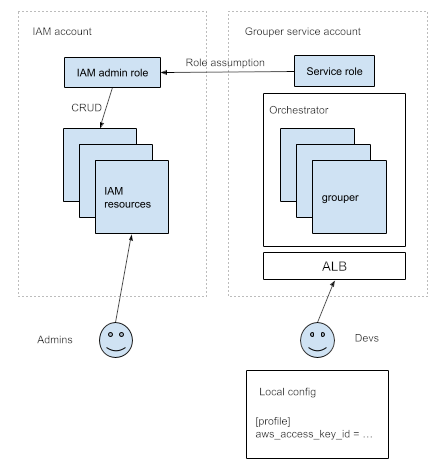 IAM account
Grouper service account
IAM admin role
Role assumption
Service role
CRUD
Orchestrator
IAM
resources
grouper
ALB
Admins
Devs
Local config
[profile]
aws_access_key_id = …